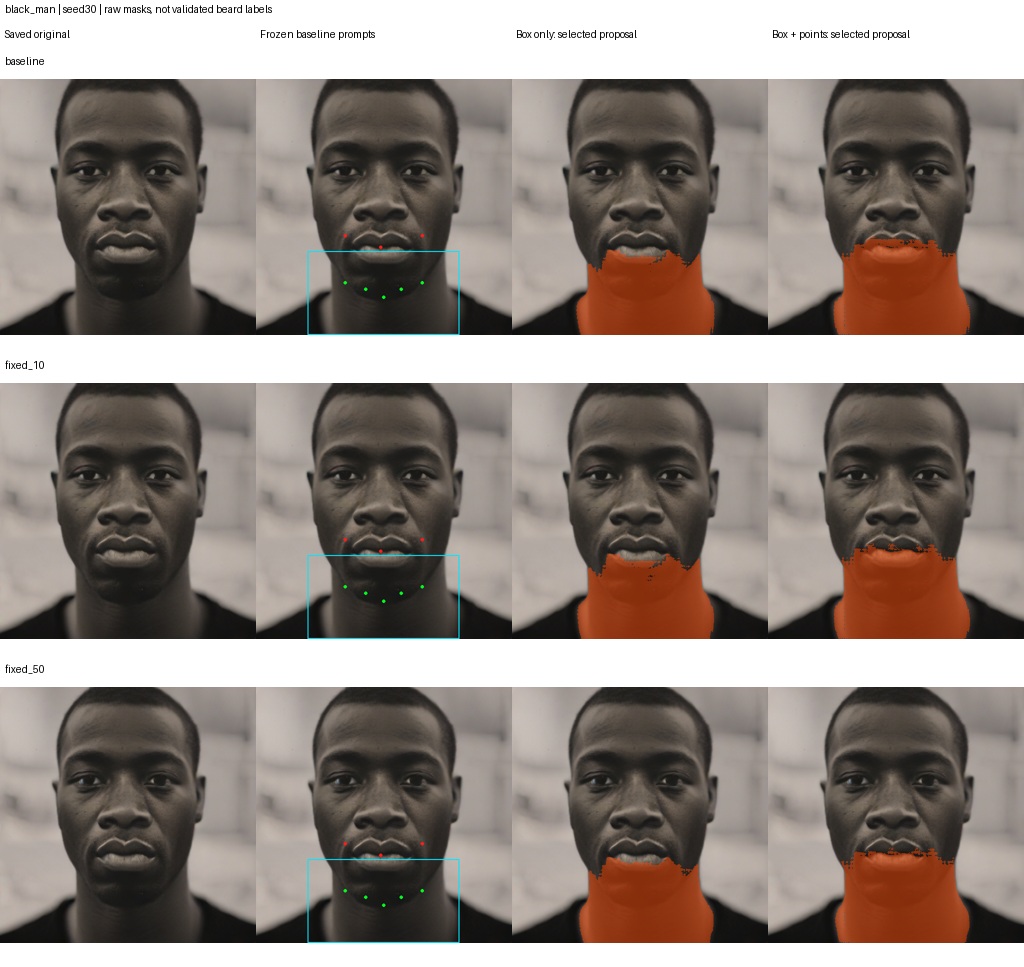 black_man | seed30 | raw masks, not validated beard labels
Saved original Frozen baseline prompts Box only: selected proposal Box + points: selected proposal
baseline
fixed_10
fixed_50